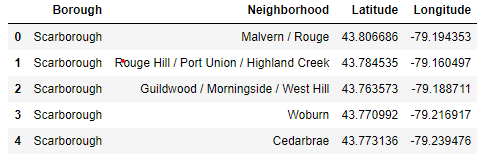 Borough Neighborhood Latitude Longitude
0 Scarborough Malvern / Rouge 43.806686 -79.194353
1 Scarborough Rouge Hill / Port Union / Highland Creek 43.784535 -79.160497
2 Scarborough Guildwood / Morningside / West Hill 43.763573 -79.188711
3 Scarborough Woburn 43.770992 -79.216917
4 Scarborough Cedarbrae 43.773136 -79.239476